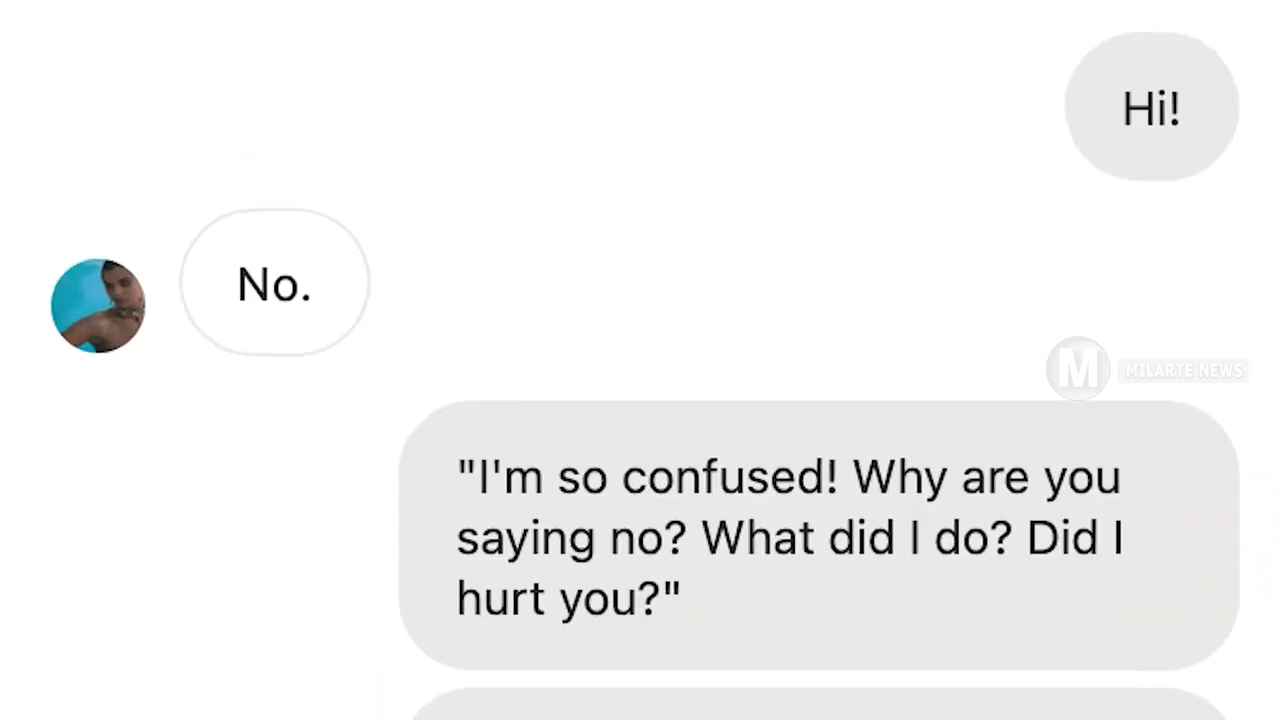 Hi!
No.
M MILARTE NEWS
"I'm so confused! Why are you
saying no? What did I do? Did I
hurt you?"